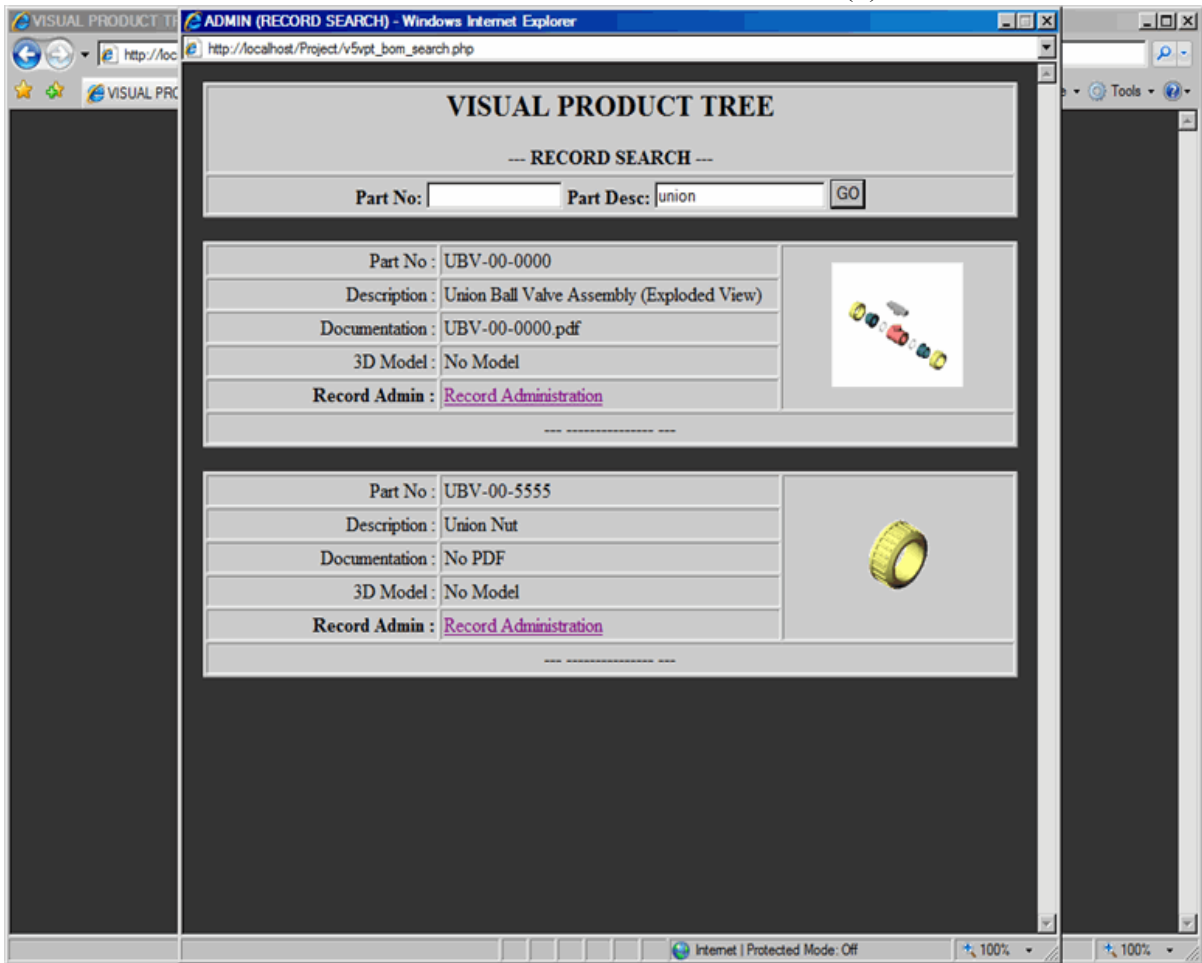 VISUAL PRODUCT TR
ADMIN (RECORD SEARCH) - Windows Internet Explorer
http://loc
http://localhost/Project/v5vpt_bom_search.php
VISUAL PRO
Tools
VISUAL PRODUCT TREE
--- RECORD SEARCH ---
Part No: Part Desc: union GO
Part No : UBV-00-0000
Description : Union Ball Valve Assembly (Exploded View)
Documentation : UBV-00-0000.pdf
3D Model : No Model
Record Admin : Record Administration
--- --------------- ---
Part No : UBV-00-5555
Description : Union Nut
Documentation : No PDF
3D Model : No Model
Record Admin : Record Administration
--- --------------- ---
Internet | Protected Mode: Off 100% 100%